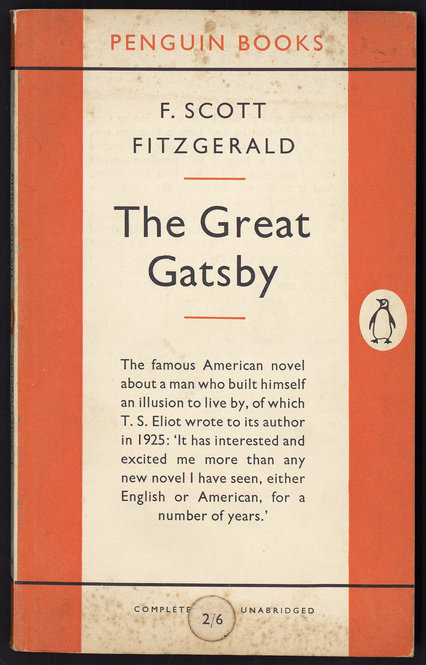 PENGUIN BOOKS
F. SCOTT
FITZGERALD
The Great
Gatsby
The famous American novel
about a man who built himself
an illusion to live by, of which
T. S. Eliot wrote to its author
in 1925: ‘It has interested and
excited me more than any
new novel I have seen, either
English or American, for a
number of years.’
COMPLETE 2/6 UNABRIDGED